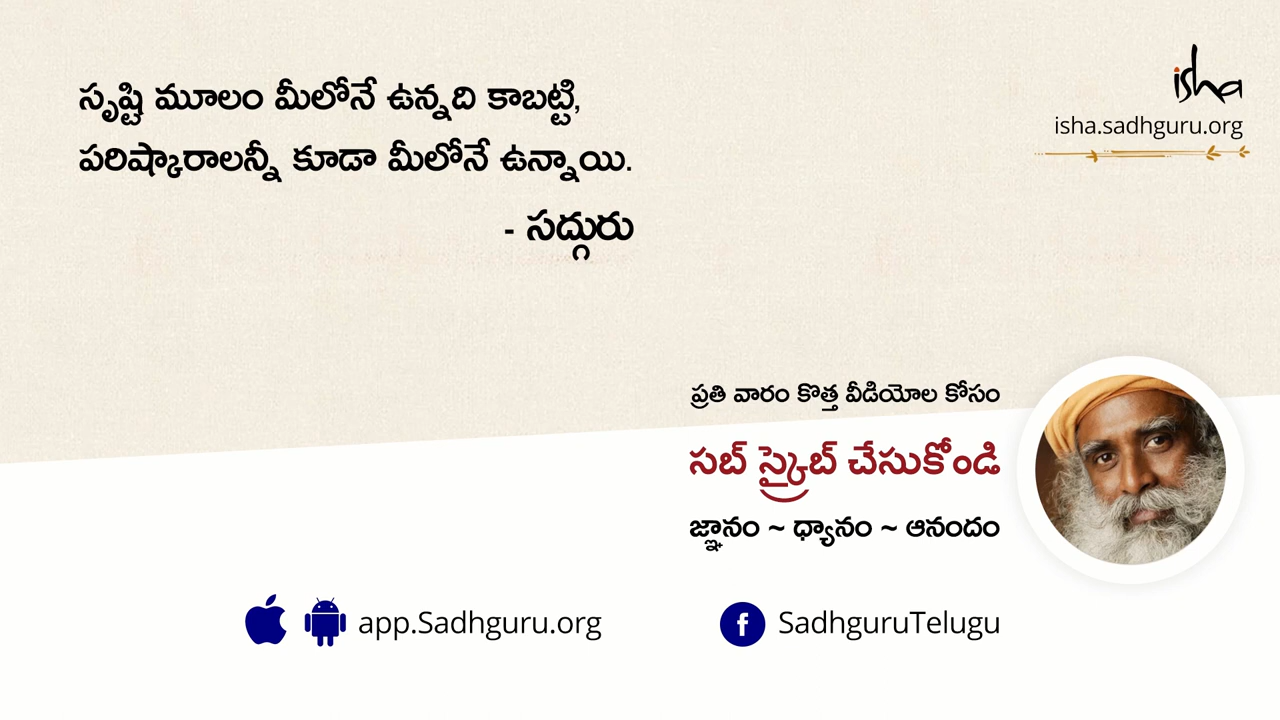 సృష్టి మూలం మీలోనే ఉన్నది కాబట్టి,
పరిష్కారాలన్నీ కూడా మీలోనే ఉన్నాయి.
- సద్గురు
isha
isha.sadhguru.org
ప్రతి వారం కొత్త వీడియోల కోసం
సబ్ స్క్రైబ్ చేసుకోండి
జ్ఞానం ~ ధ్యానం ~ ఆనందం
app.Sadhguru.org
f SadhguruTelugu